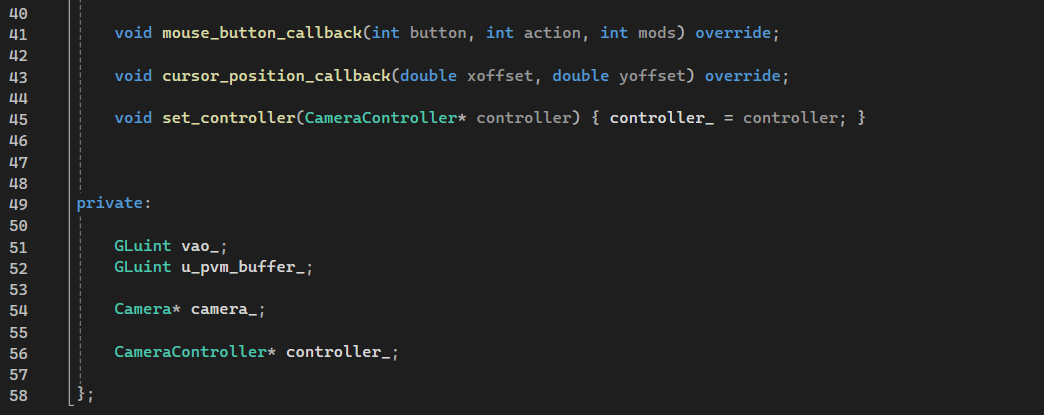 40
41 void mouse_button_callback(int button, int action, int mods) override;
42
43 void cursor_position_callback(double xoffset, double yoffset) override;
44
45 void set_controller(CameraController* controller) { controller_ = controller; }
46
47
48
49 private:
50
51 GLuint vao_;
52 GLuint u_pvm_buffer_;
53
54 Camera* camera_;
55
56 CameraController* controller_;
57
58 };